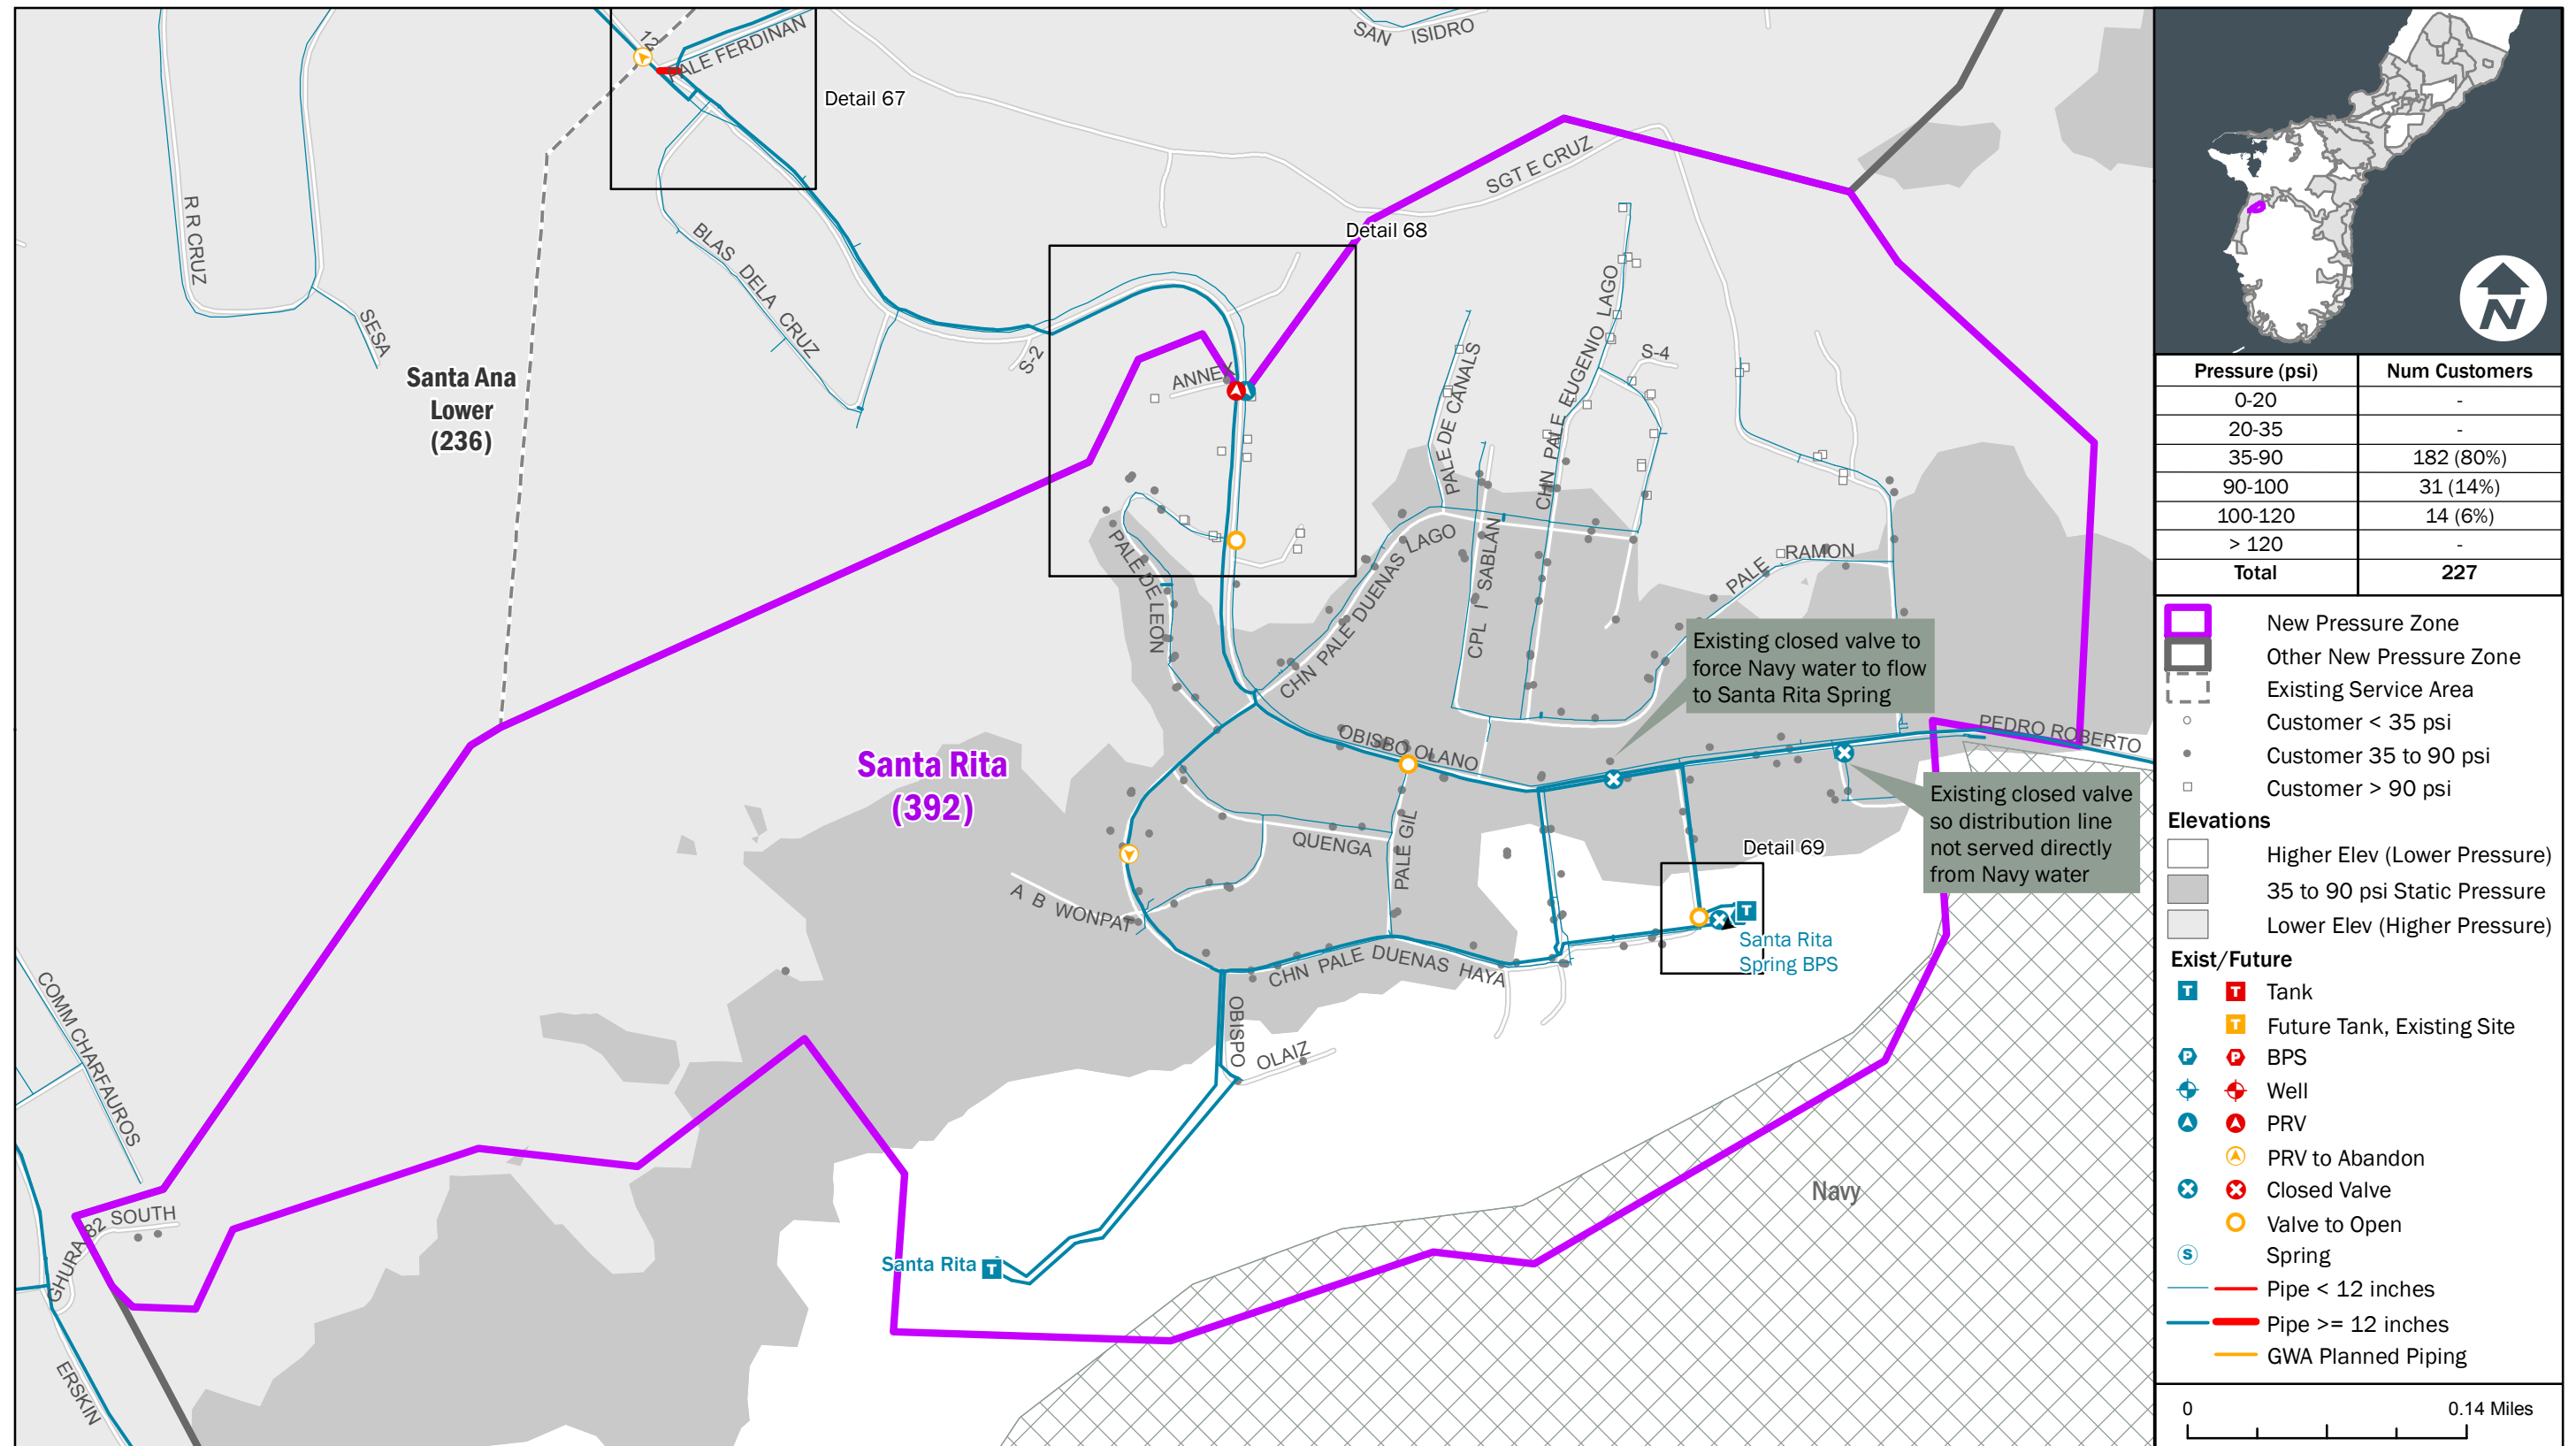 12
PALE FERDINAN
Detail 67
SAN ISIDRO
R R CRUZ
SESA
BLAS DELA CRUZ
S-2
Santa Ana
Lower
(236)
Detail 68
SGT E CRUZ
ANNEX
PALE DE CANALS
CHN PALE EUGENIO LAGO
S-4
PALE DE LEON
CHN PALE DUENAS LAGO
CPL I SABLAN
PALE RAMON
Existing closed valve to
force Navy water to flow
to Santa Rita Spring
OBISBO OLANO
PEDRO ROBERTO
Santa Rita
(392)
Existing closed valve
so distribution line
not served directly
from Navy water
QUENGA
PALE GIL
Detail 69
A B WONPAT
CHN PALE DUENAS HAYA
Santa Rita
Spring BPS
OBISPO
OLAIZ
COMM CHARFAUROS
GHURA 82 SOUTH
Santa Rita
T
T
Navy
ERSKIN
N
Pressure (psi) Num Customers
0-20 -
20-35 -
35-90 182 (80%)
90-100 31 (14%)
100-120 14 (6%)
> 120 -
Total 227
New Pressure Zone
Other New Pressure Zone
Existing Service Area
Customer < 35 psi
Customer 35 to 90 psi
Customer > 90 psi
Elevations
Higher Elev (Lower Pressure)
35 to 90 psi Static Pressure
Lower Elev (Higher Pressure)
Exist/Future
T T Tank
T Future Tank, Existing Site
P P BPS
Well
PRV
PRV to Abandon
Closed Valve
Valve to Open
S Spring
Pipe < 12 inches
Pipe >= 12 inches
GWA Planned Piping
0 0.14 Miles